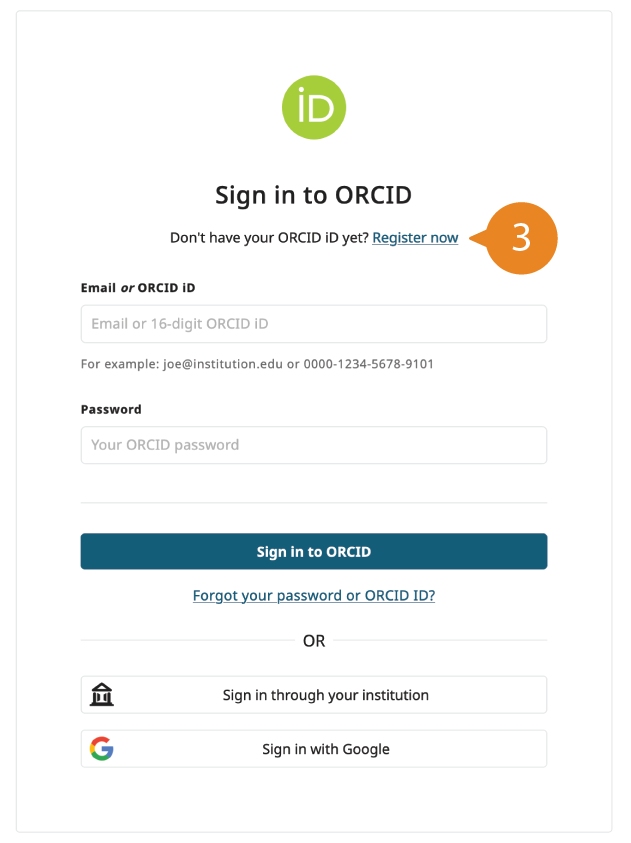 iD
Sign in to ORCID
Don't have your ORCID iD yet? Register now
3
Email or ORCID iD
Email or 16-digit ORCID iD
For example: joe@institution.edu or 0000-1234-5678-9101
Password
Your ORCID password
Sign in to ORCID
Forgot your password or ORCID ID?
OR
Sign in through your institution
G
Sign in with Google